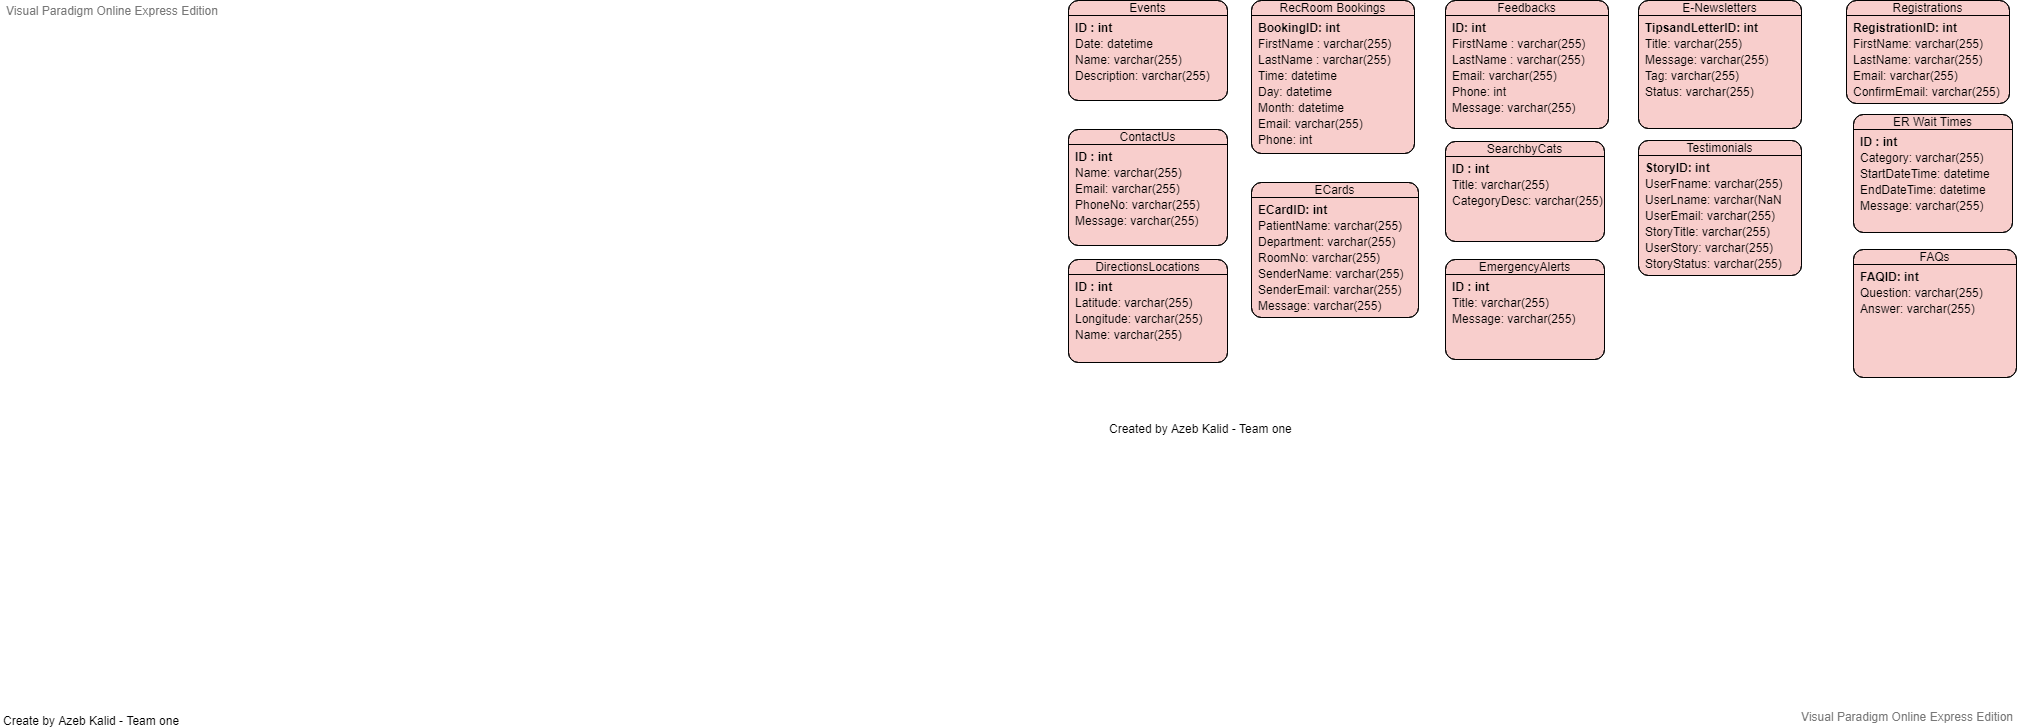 Visual Paradigm Online Express Edition
Events
ID : int
Date: datetime
Name: varchar(255)
Description: varchar(255)
ContactUs
ID : int
Name: varchar(255)
Email: varchar(255)
PhoneNo: varchar(255)
Message: varchar(255)
DirectionsLocations
ID : int
Latitude: varchar(255)
Longitude: varchar(255)
Name: varchar(255)
RecRoom Bookings
BookingID: int
FirstName : varchar(255)
LastName : varchar(255)
Time: datetime
Day: datetime
Month: datetime
Email: varchar(255)
Phone: int
ECards
ECardID: int
PatientName: varchar(255)
Department: varchar(255)
RoomNo: varchar(255)
SenderName: varchar(255)
SenderEmail: varchar(255)
Message: varchar(255)
Feedbacks
ID: int
FirstName : varchar(255)
LastName : varchar(255)
Email: varchar(255)
Phone: int
Message: varchar(255)
SearchbyCats
ID : int
Title: varchar(255)
CategoryDesc: varchar(255)
EmergencyAlerts
ID : int
Title: varchar(255)
Message: varchar(255)
E-Newsletters
TipsandLetterID: int
Title: varchar(255)
Message: varchar(255)
Tag: varchar(255)
Status: varchar(255)
Testimonials
StoryID: int
UserFname: varchar(255)
UserLname: varchar(NaN
UserEmail: varchar(255)
StoryTitle: varchar(255)
UserStory: varchar(255)
StoryStatus: varchar(255)
Registrations
RegistrationID: int
FirstName: varchar(255)
LastName: varchar(255)
Email: varchar(255)
ConfirmEmail: varchar(255)
ER Wait Times
ID : int
Category: varchar(255)
StartDateTime: datetime
EndDateTime: datetime
Message: varchar(255)
FAQs
FAQID: int
Question: varchar(255)
Answer: varchar(255)
Created by Azeb Kalid - Team one
Create by Azeb Kalid - Team one
Visual Paradigm Online Express Edition